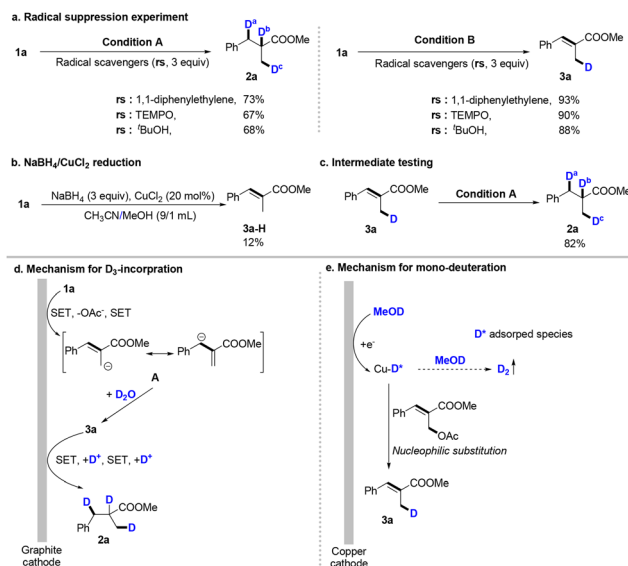 a. Radical suppression experiment
1a
Condition A
Radical scavengers (rs, 3 equiv)
Dᵃ
Dᵇ
Ph
COOMe
Dᶜ
2a
rs : 1,1-diphenylethylene, 73%
rs : TEMPO, 67%
rs : ᵗBuOH, 68%
1a
Condition B
Radical scavengers (rs, 3 equiv)
Ph
COOMe
D
3a
rs : 1,1-diphenylethylene, 93%
rs : TEMPO, 90%
rs : ᵗBuOH, 88%
b. NaBH₄/CuCl₂ reduction
1a
NaBH₄ (3 equiv), CuCl₂ (20 mol%)
CH₃CN/MeOH (9/1 mL)
Ph
COOMe
3a-H
12%
c. Intermediate testing
Ph
COOMe
D
3a
Condition A
Dᵃ
Dᵇ
Ph
COOMe
Dᶜ
2a
82%
d. Mechanism for D₃-incorpration
1a
SET, -OAc⁻, SET
Ph
COOMe
⊖
Ph
⊖
COOMe
A
+ D₂O
3a
SET, +D⁺, SET, +D⁺
D
D
COOMe
Ph
D
2a
Graphite
cathode
e. Mechanism for mono-deuteration
MeOD
+e⁻
D* adsorped species
Cu-D*
MeOD
D₂
Ph
COOMe
OAc
Nucleophilic substitution
Ph
COOMe
D
3a
Copper
cathode